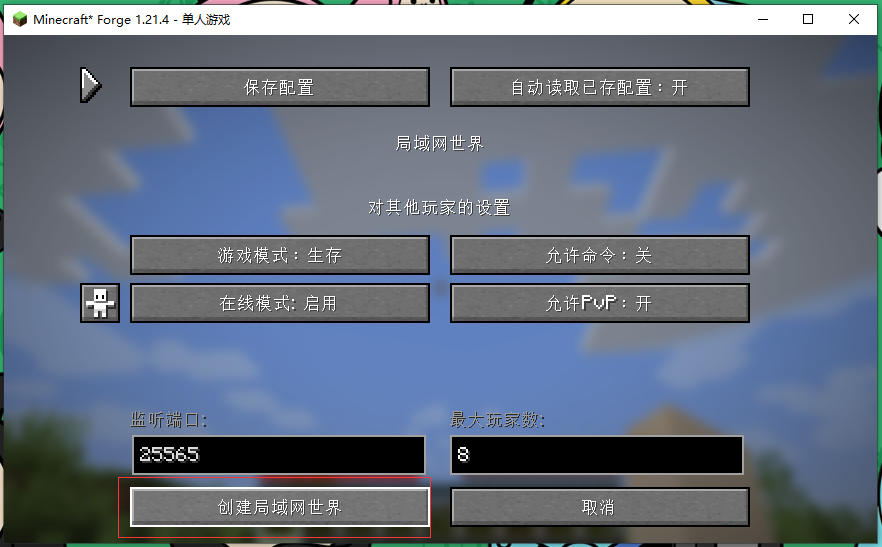 Minecraft* Forge 1.21.4 - 单人游戏
保存配置
自动读取已存配置：开
局域网世界
对其他玩家的设置
游戏模式：生存
允许命令：关
在线模式: 启用
允许PvP：开
监听端口:
最大玩家数:
25565
8
创建局域网世界
取消